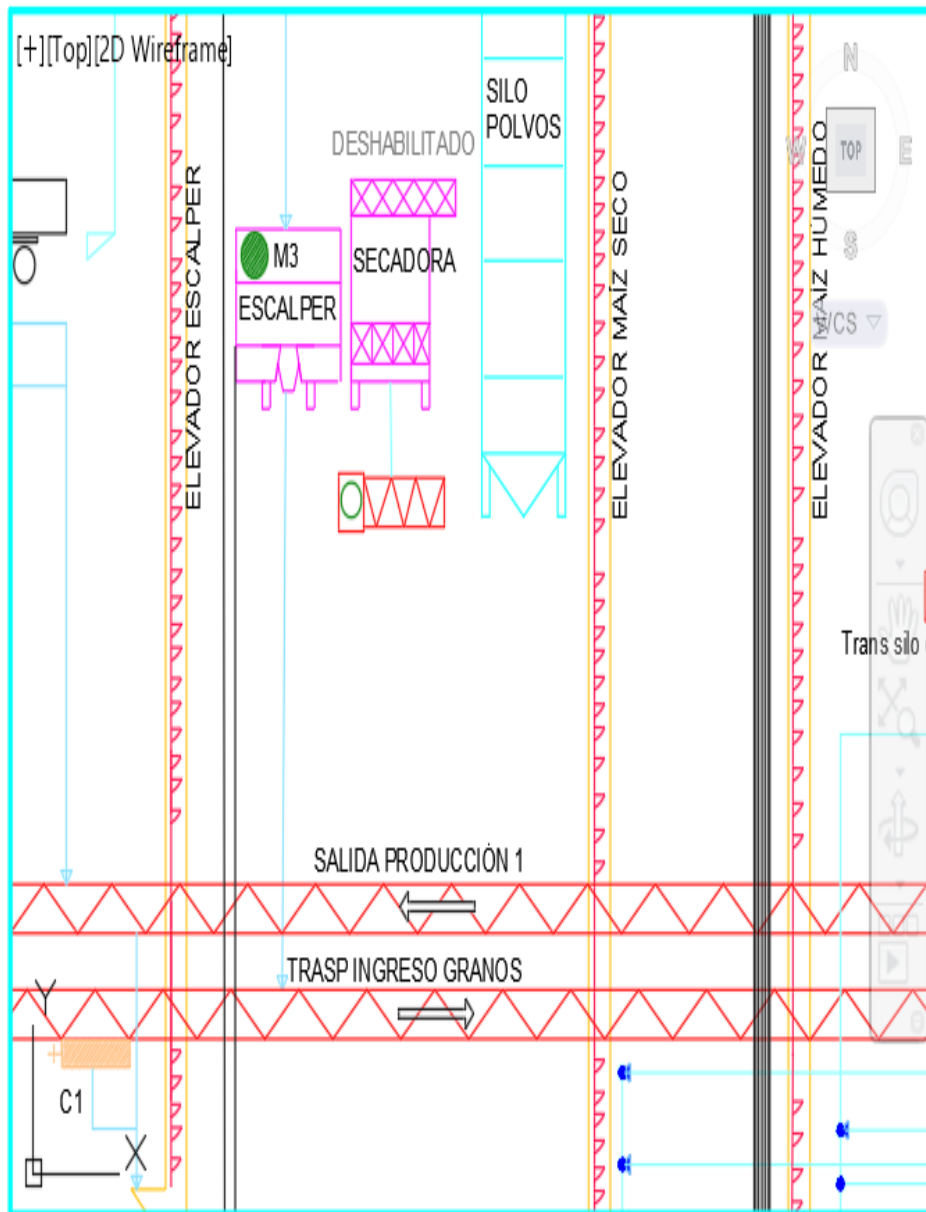 [+][Top][2D Wireframe]
N
W
TOP
E
S
SILO
POLVOS
DESHABILITADO
ELEVADOR ESCALPER
M3
ESCALPER
SECADORA
ELEVADOR MAÍZ SECO
ELEVADOR MAÍZ HÚMEDO
WCS
Trans silo
SALIDA PRODUCCIÓN 1
TRASP INGRESO GRANOS
Y
C1
X